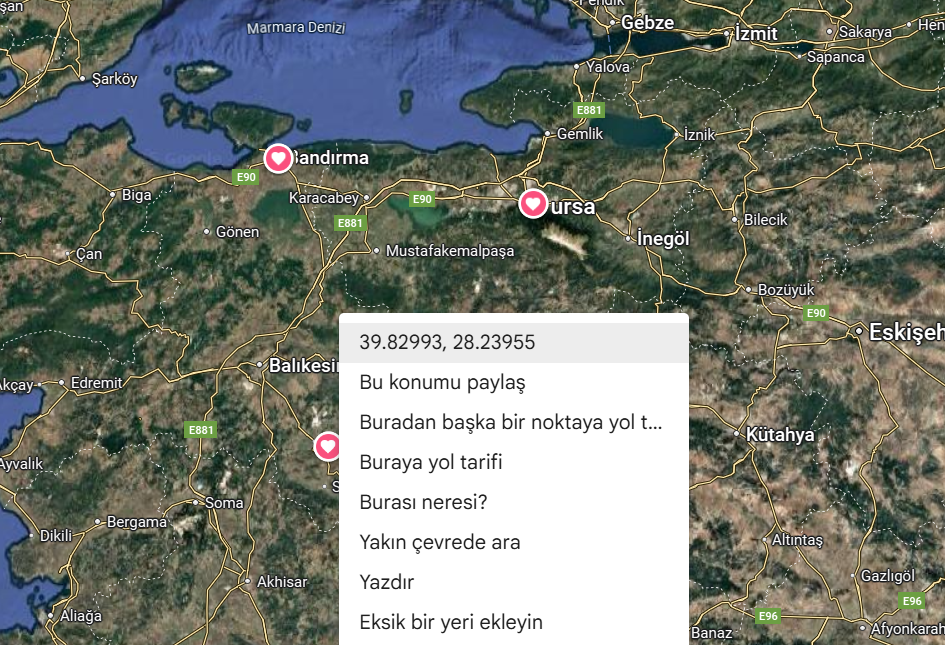 Marmara Denizi
Gebze
İzmit
Sakarya
Sapanca
Şarköy
Yalova
E881
Gemlik
İznik
Bandırma
E90
Biga
Karacabey
E90
ursa
Gönen
E881
Bilecik
İnegöl
Çan
Mustafakemalpaşa
Bozüyük
E90
Eskişeh
39.82993, 28.23955
Balıkesir
Akçay
Edremit
Bu konumu paylaş
Buradan başka bir noktaya yol t...
E881
Kütahya
Ayvalık
Buraya yol tarifi
S
Soma
Burası neresi?
Bergama
Dikili
Yakın çevrede ara
Altıntaş
Akhisar
Yazdır
Gazlıgöl
E96
Aliağa
E96
Eksik bir yeri ekleyin
Banaz
Afyonkarah